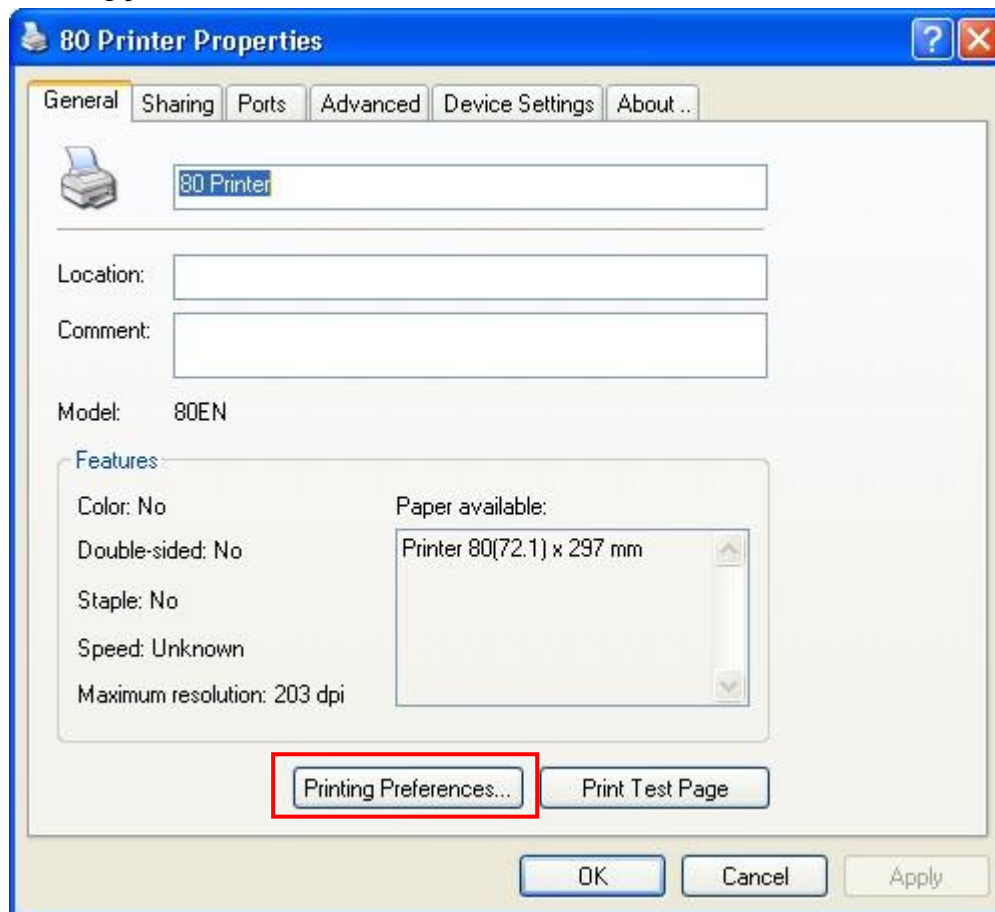 80 Printer Properties
General Sharing Ports Advanced Device Settings About ..
80 Printer
Location:
Comment:
Model: 80EN
Features
Color: No Paper available:
Double-sided: No Printer 80(72.1) x 297 mm
Staple: No
Speed: Unknown
Maximum resolution: 203 dpi
Printing Preferences... Print Test Page
OK Cancel Apply